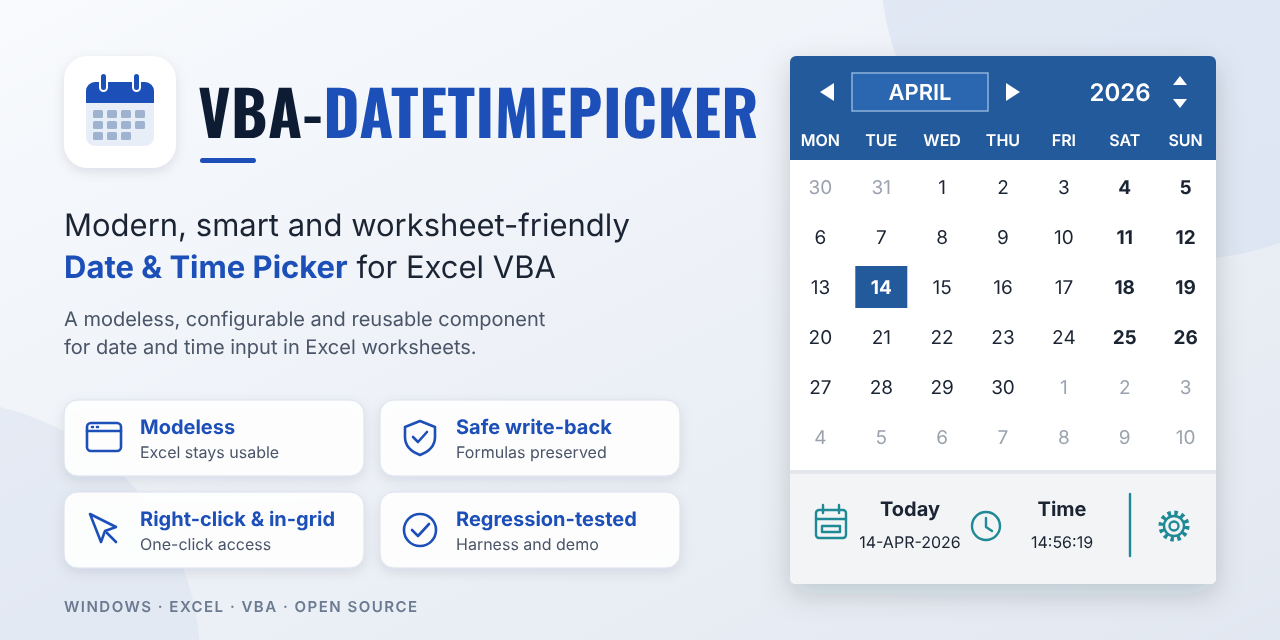 VBA-DATETIMEPICKER
Modern, smart and worksheet-friendly
Date & Time Picker for Excel VBA
A modeless, configurable and reusable component
for date and time input in Excel worksheets.
Modeless
Excel stays usable
Safe write-back
Formulas preserved
Right-click & in-grid
One-click access
Regression-tested
Harness and demo
WINDOWS · EXCEL · VBA · OPEN SOURCE
APRIL 2026
MON TUE WED THU FRI SAT SUN
30 31 1 2 3 4 5
6 7 8 9 10 11 12
13 14 15 16 17 18 19
20 21 22 23 24 25 26
27 28 29 30 1 2 3
4 5 6 7 8 9 10
Today Time
14-APR-2026 14:56:19